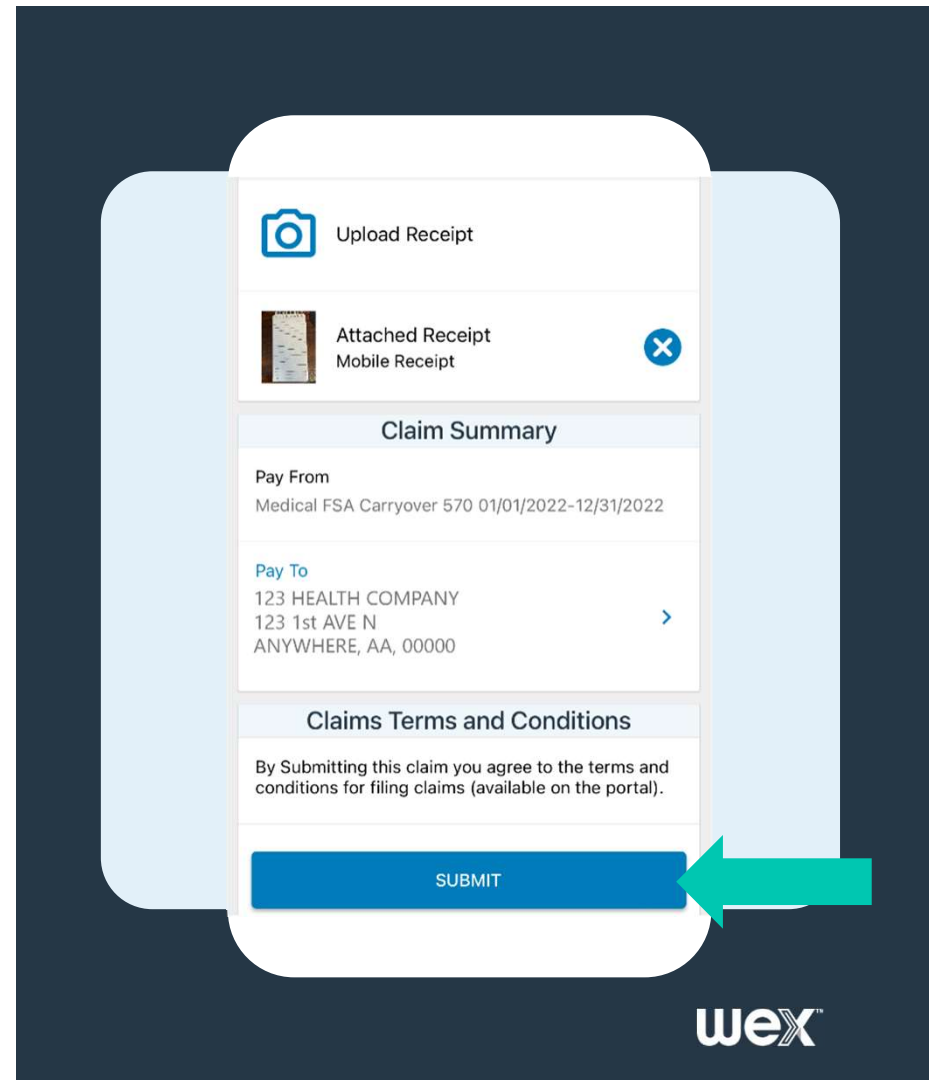 Upload Receipt
Attached Receipt
Mobile Receipt
Claim Summary
Pay From
Medical FSA Carryover 570 01/01/2022-12/31/2022
Pay To
123 HEALTH COMPANY
123 1st AVE N
ANYWHERE, AA, 00000
Claims Terms and Conditions
By Submitting this claim you agree to the terms and
conditions for filing claims (available on the portal).
SUBMIT
wex™